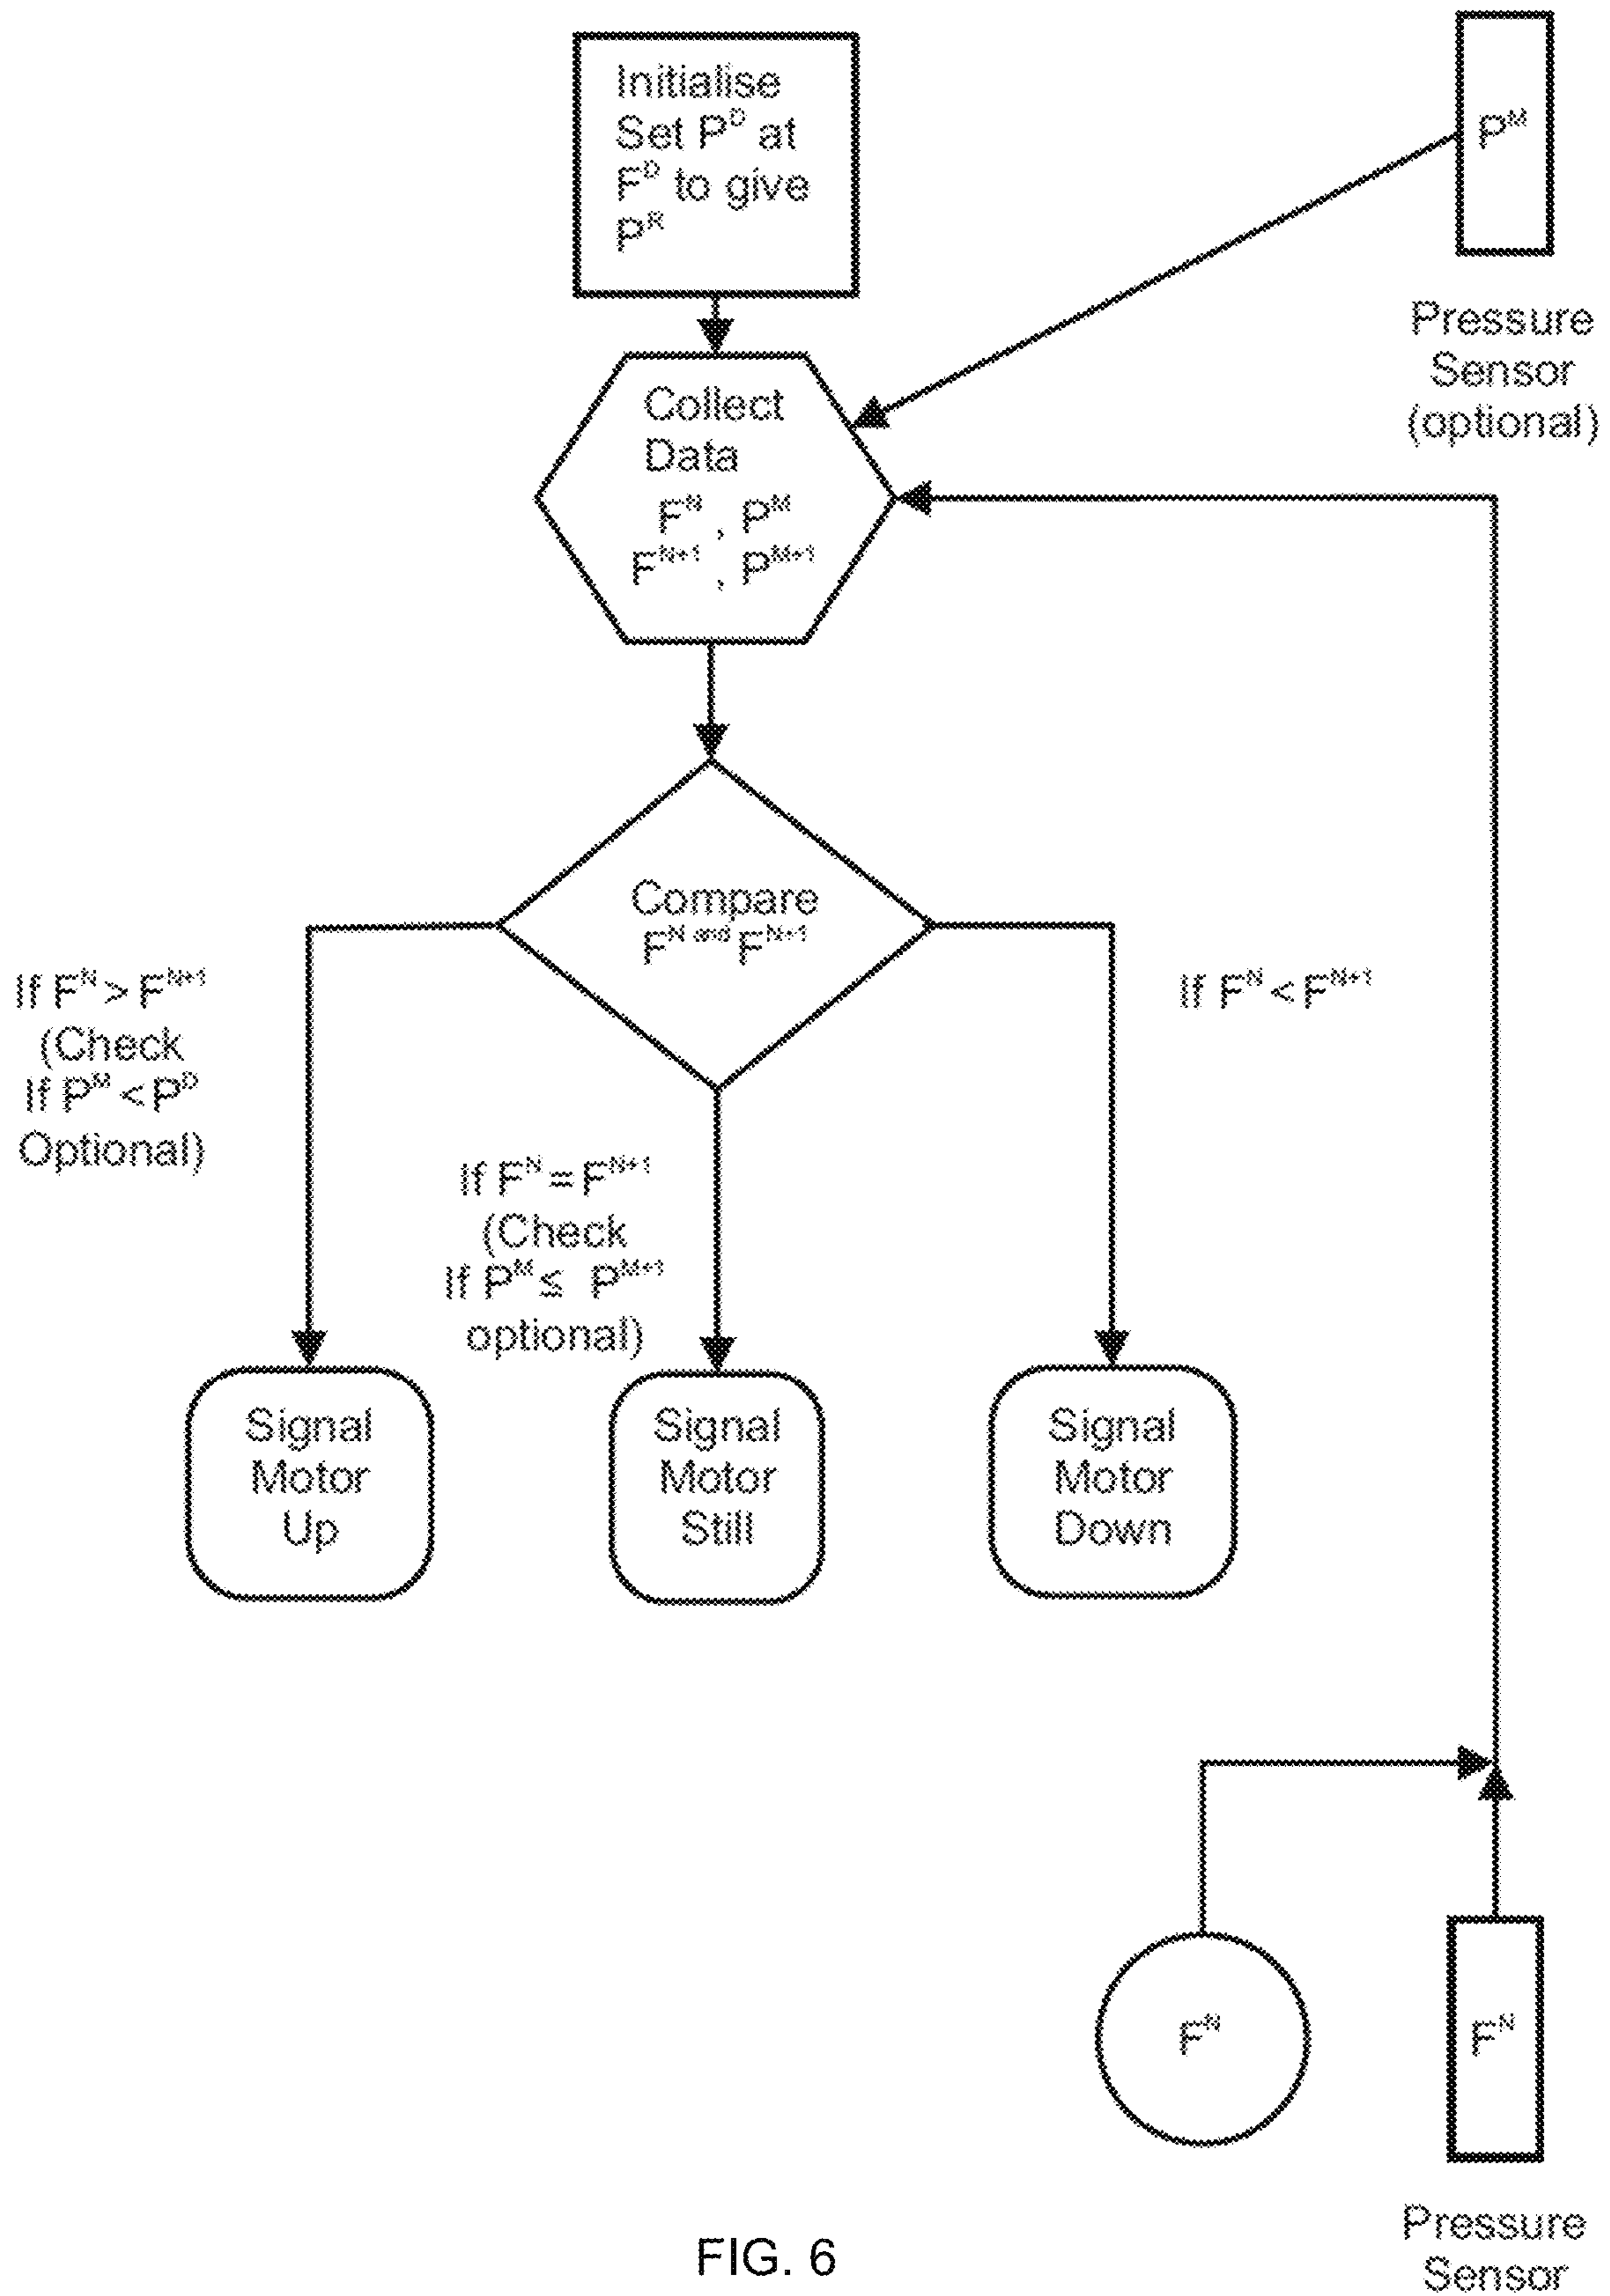 Initialise
Set P^D at
F^D to give
P^R
P^M
Pressure
Sensor
(optional)
Collect
Data
F^N , P^M
F^N+1 , P^M+1
Compare
F^N and F^N+1
If F^N > F^N+1
(Check
If P^M < P^D
Optional)
If F^N = F^N+1
(Check
If P^M ≤ P^M+1
optional)
If F^N < F^N+1
Signal
Motor
Up
Signal
Motor
Still
Signal
Motor
Down
F^N
F^N
Pressure
Sensor
FIG. 6